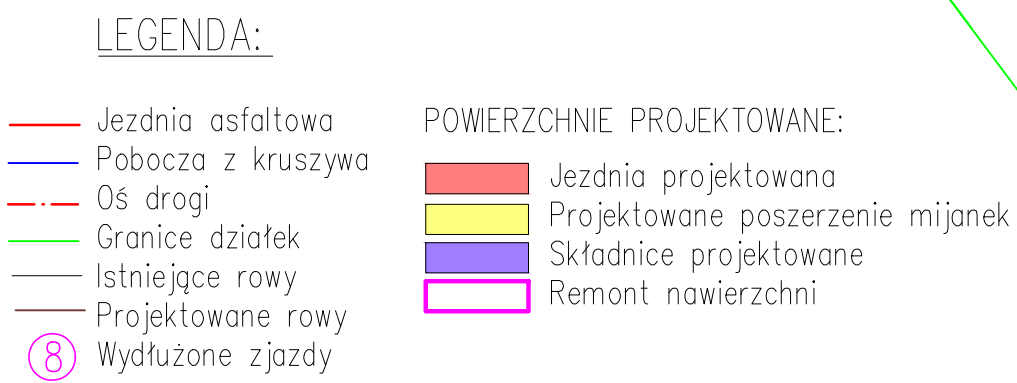 LEGENDA:
Jezdnia asfaltowa
Pobocza z kruszywa
Oś drogi
Granice działek
Istniejące rowy
Projektowane rowy
8 Wydłużone zjazdy
POWIERZCHNIE PROJEKTOWANE:
Jezdnia projektowana
Projektowane poszerzenie mijanek
Składnice projektowane
Remont nawierzchni